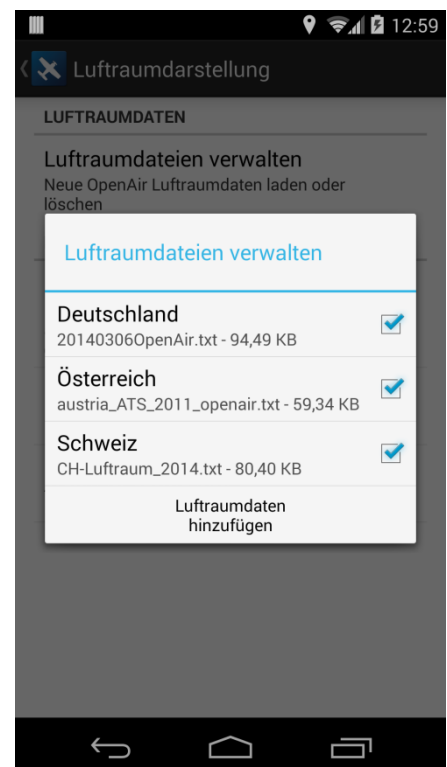 12:59
Luftraumdarstellung
LUFTRAUMDATEN
Luftraumdateien verwalten
Neue OpenAir Luftraumdaten laden oder
löschen
Luftraumdateien verwalten
Deutschland
20140306OpenAir.txt - 94,49 KB
Österreich
austria_ATS_2011_openair.txt - 59,34 KB
Schweiz
CH-Luftraum_2014.txt - 80,40 KB
Luftraumdaten
hinzufügen